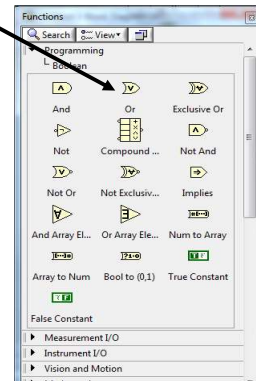 Functions
Search View
Programming
Boolean
And Or Exclusive Or
Not Compound ... Not And
Not Or Not Exclusiv... Implies
And Array El... Or Array Ele... Num to Array
Array to Num Bool to (0,1) True Constant
False Constant
Measurement I/O
Instrument I/O
Vision and Motion